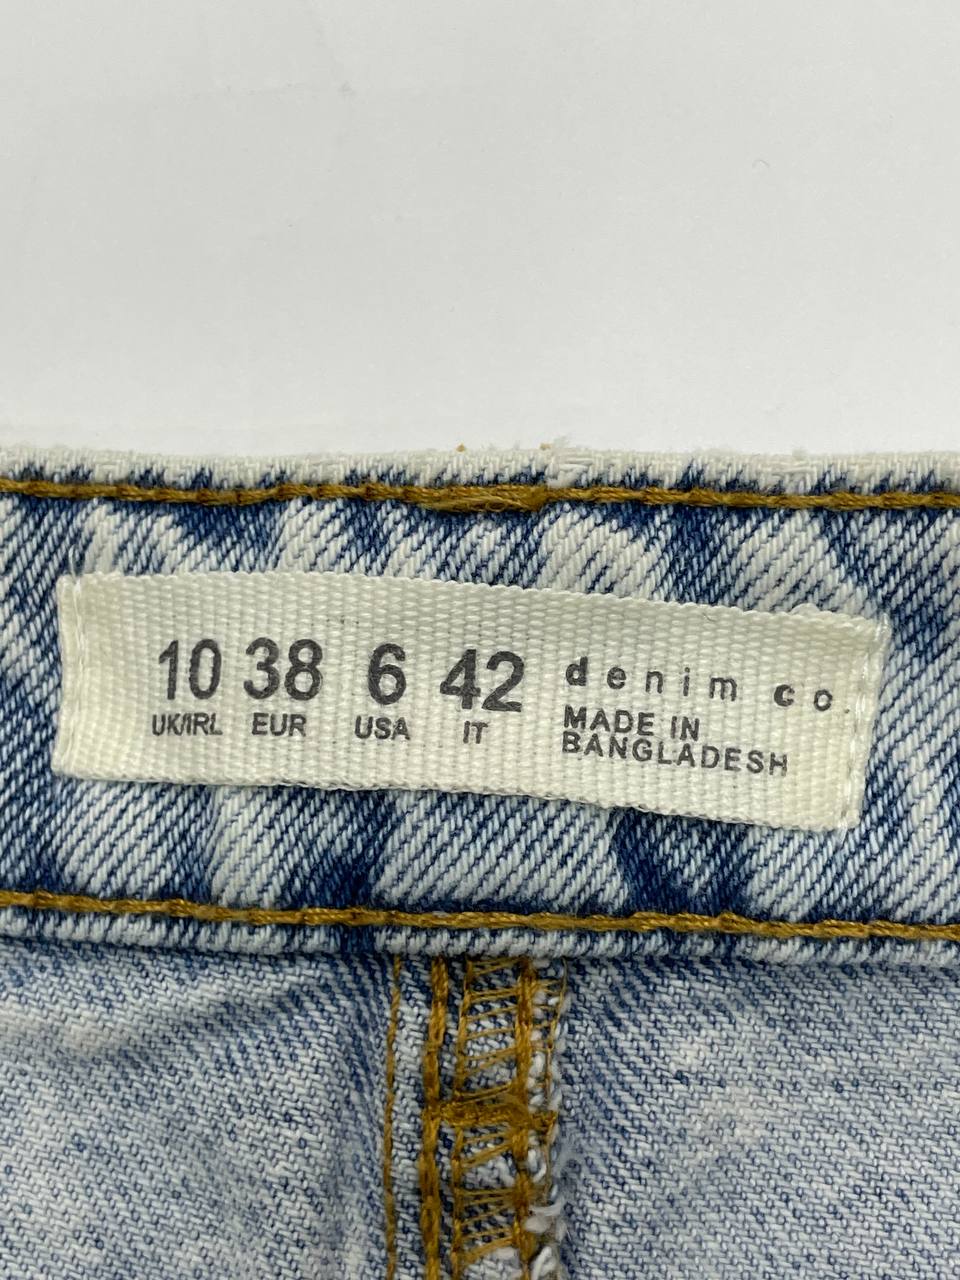 10 38 6 42
UK/IRL EUR USA IT
denim co.
MADE IN
BANGLADESH